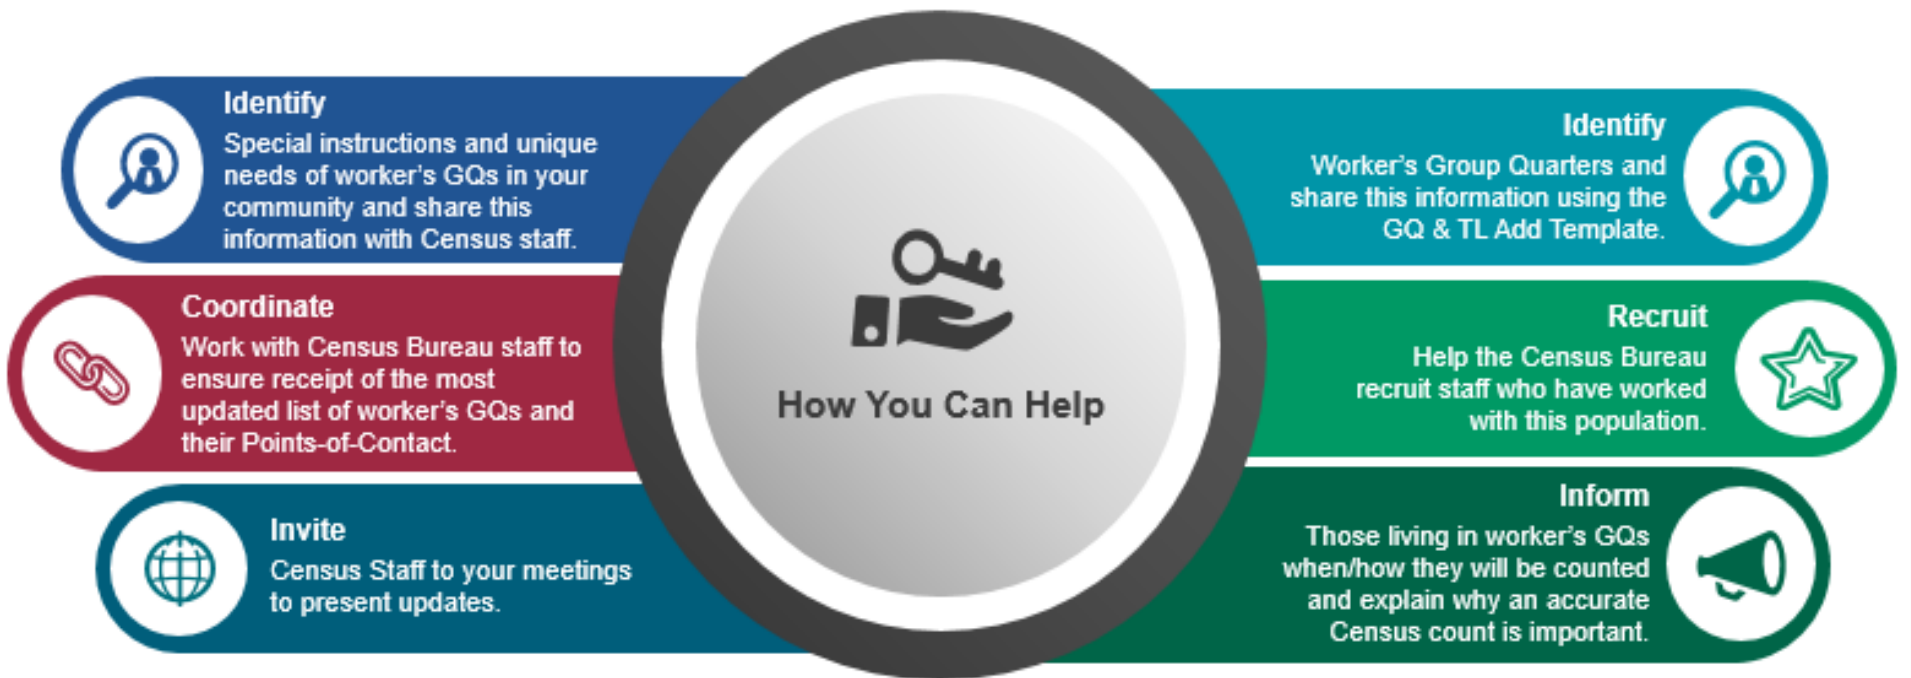 Identify
Special instructions and unique
needs of worker's GQs in your
community and share this
information with Census staff.
Coordinate
Work with Census Bureau staff to
ensure receipt of the most
updated list of worker's GQs and
their Points-of-Contact.
Invite
Census Staff to your meetings
to present updates.
How You Can Help
Identify
Worker's Group Quarters and
share this information using the
GQ & TL Add Template.
Recruit
Help the Census Bureau
recruit staff who have worked
with this population.
Inform
Those living in worker's GQs
when/how they will be counted
and explain why an accurate
Census count is important.